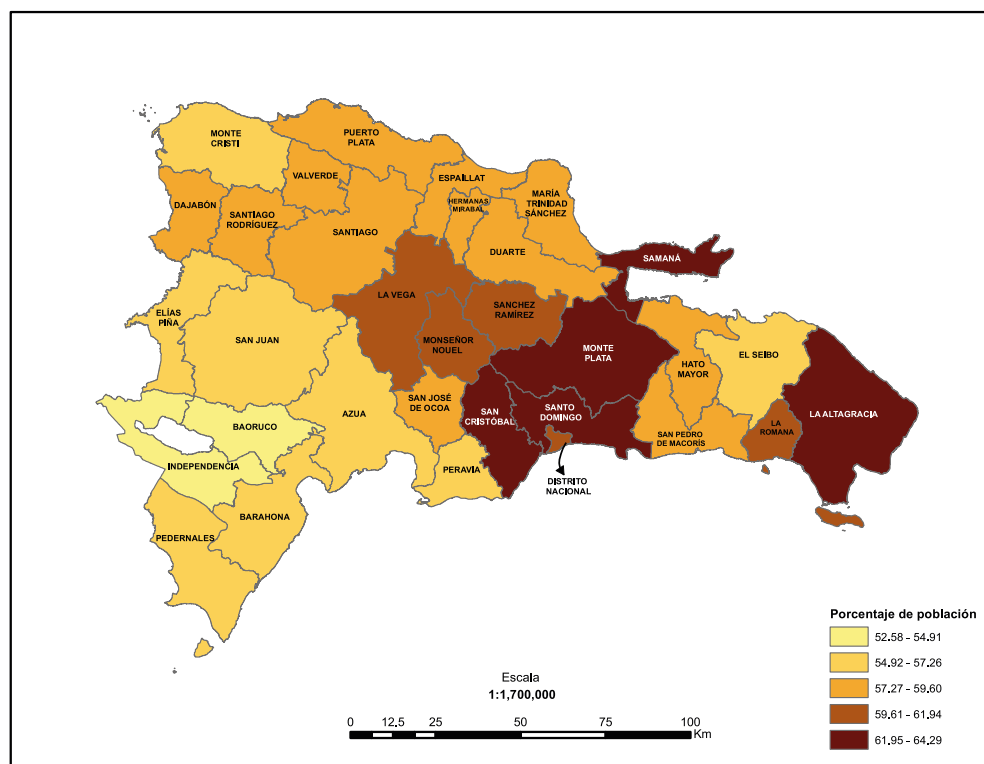 MONTE
CRISTI
PUERTO
PLATA
VALVERDE
ESPAILLAT
HERMANAS
MIRABAL
MARÍA
TRINIDAD
SÁNCHEZ
DAJABÓN
SANTIAGO
RODRÍGUEZ
SANTIAGO
DUARTE
SAMANÁ
LA VEGA
SANCHEZ
RAMÍREZ
ELÍAS
PIÑA
SAN JUAN
MONSEÑOR
NOUEL
MONTE
PLATA
EL SEIBO
HATO
MAYOR
SAN JOSÉ
DE OCOA
AZUA
SAN
CRISTÓBAL
SANTO
DOMINGO
LA ALTAGRACIA
LA
ROMANA
BAORUCO
SAN PEDRO
DE MACORÍS
INDEPENDENCIA
PERAVIA
DISTRITO
NACIONAL
BARAHONA
PEDERNALES
Porcentaje de población
52.58 - 54.91
54.92 - 57.26
57.27 - 59.60
59.61 - 61.94
61.95 - 64.29
Escala
1:1,700,000
0 12.5 25 50 75 100
Km